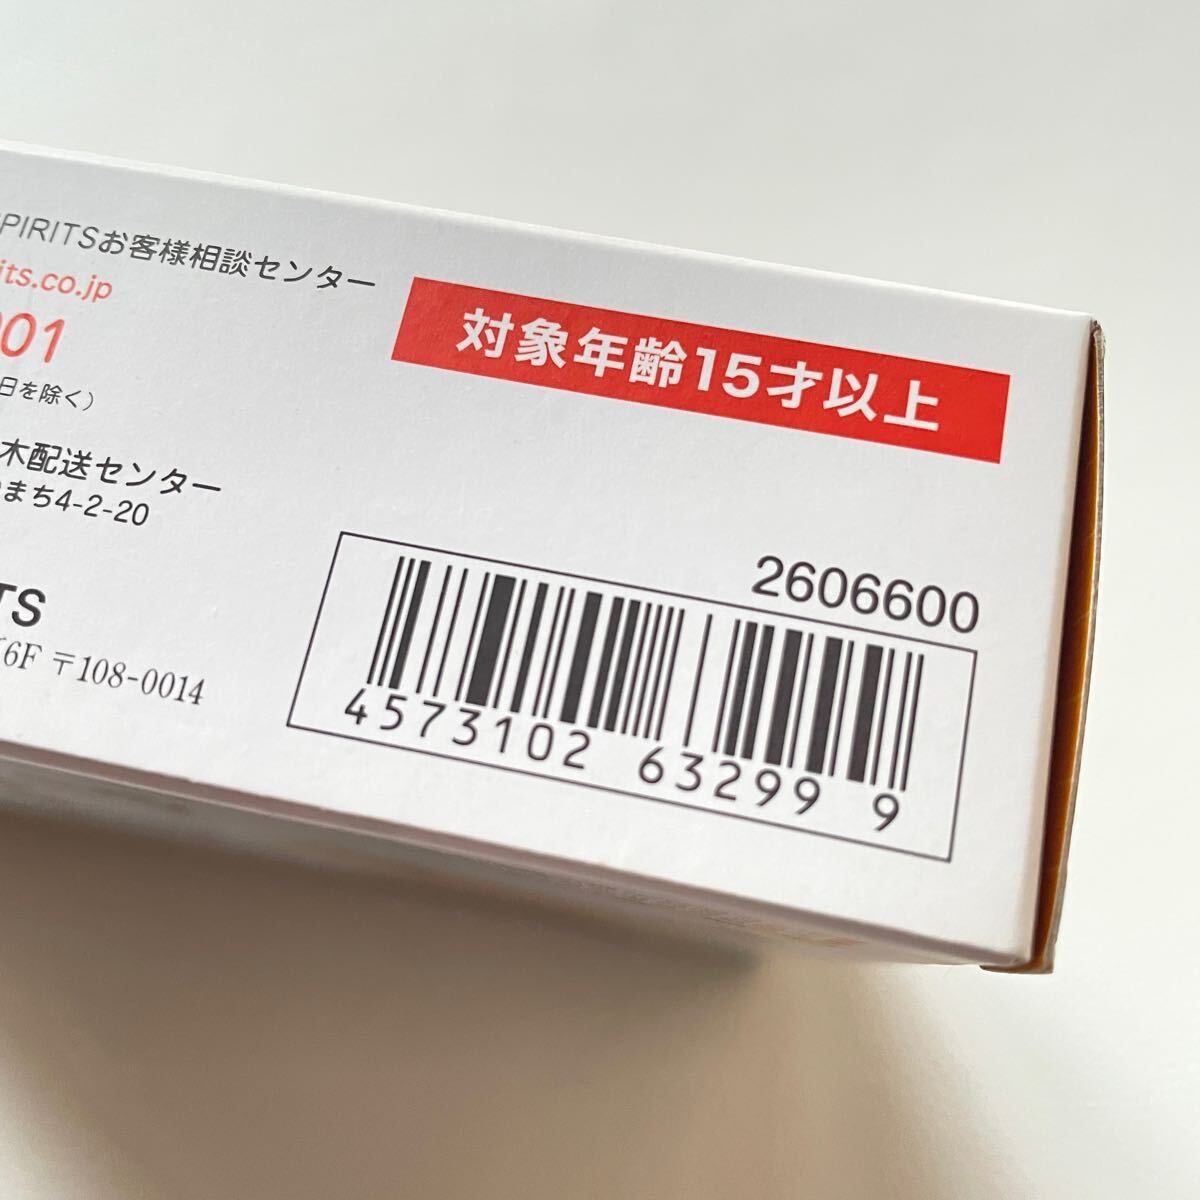 SPIRITSお客様相談センター
its.co.jp
001
日を除く)
木配送センター
まち4-2-20
TS
6F 〒108-0014
対象年齢15才以上
2606600
4573102 63299 9